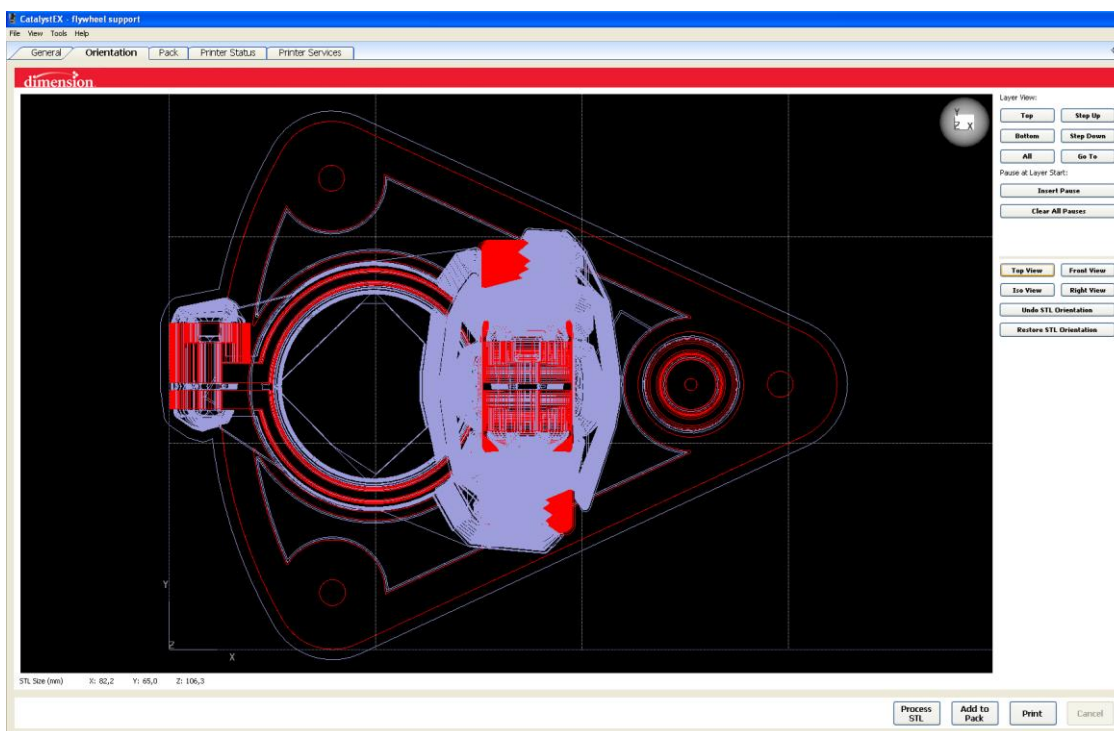 CatalystEX - flywheel support
File View Tools Help
General Orientation Pack Printer Status Printer Services
dimension
Layer View:
Top Step Up
Bottom Step Down
All Go To
Pause at Layer Start:
Insert Pause
Clear All Pauses
Top View Front View
Iso View Right View
Undo STL Orientation
Restore STL Orientation
Y
Z X
Y
Z
X
STL Size (mm) X: 82,2 Y: 65,0 Z: 106,3
Process STL Add to Pack Print Cancel